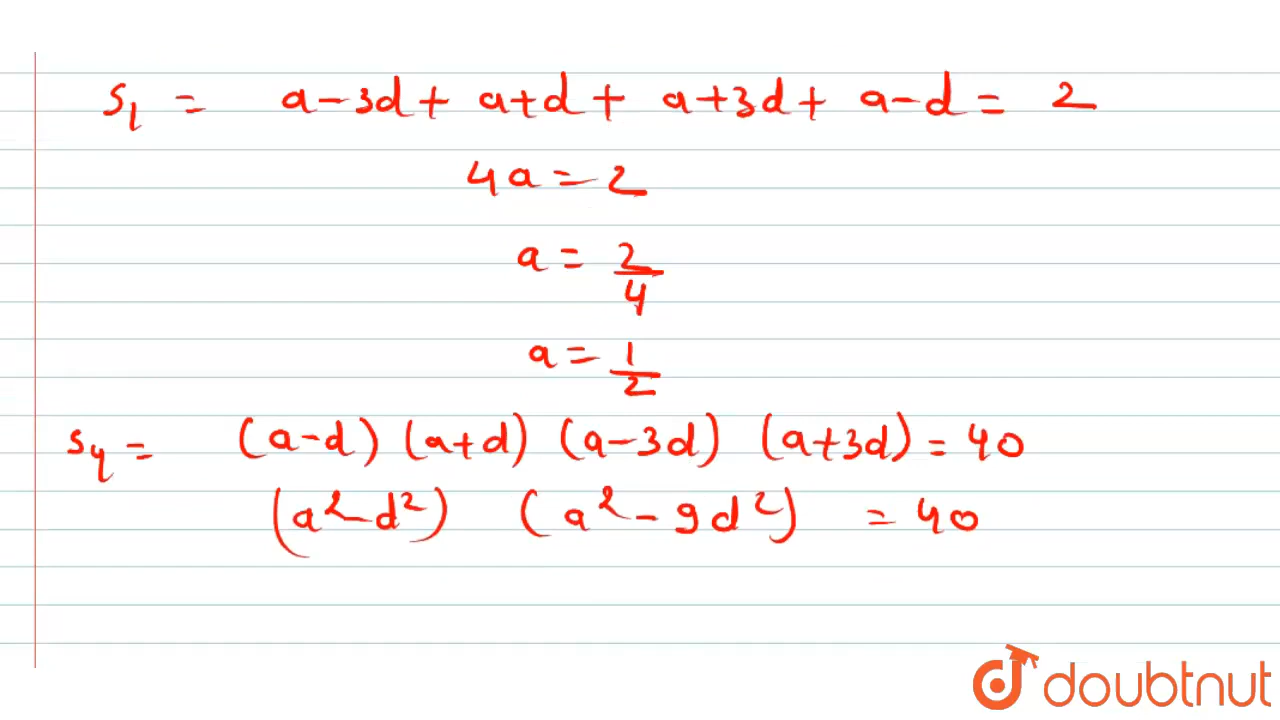 S₁ = a-3d+ a+d+ a+3d+ a-d = 2
4a = 2
a = 2/4
a = 1/2
S₄ = (a-d) (a+d) (a-3d) (a+3d) = 40
(a²-d²) (a²-9d²) = 40
doubtnut